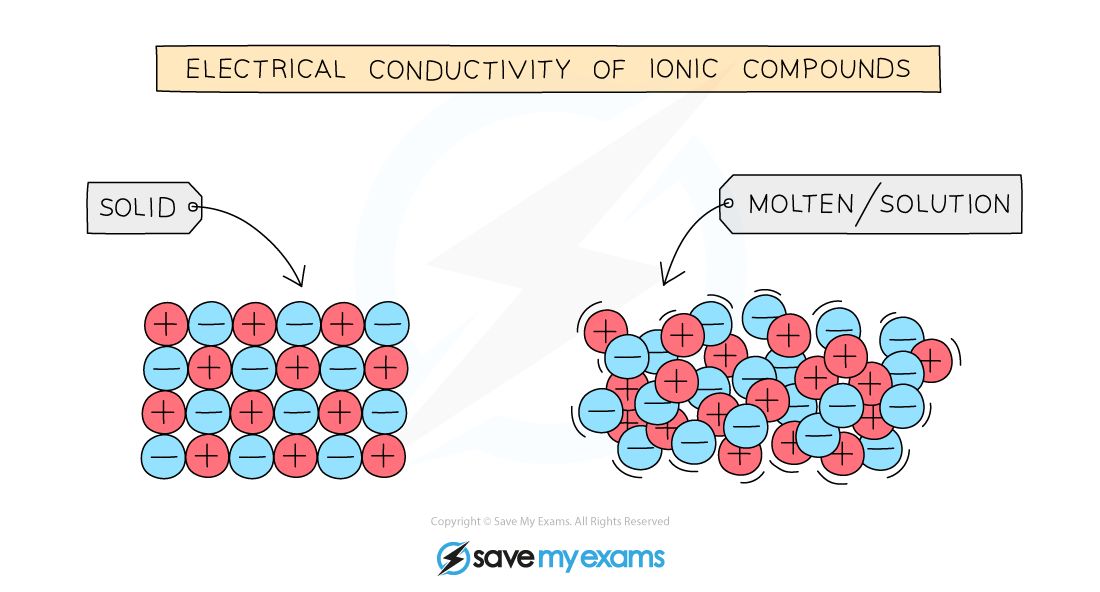 ELECTRICAL CONDUCTIVITY OF IONIC COMPOUNDS
SOLID
MOLTEN/SOLUTION
Copyright © Save My Exams. All Rights Reserved
save my exams